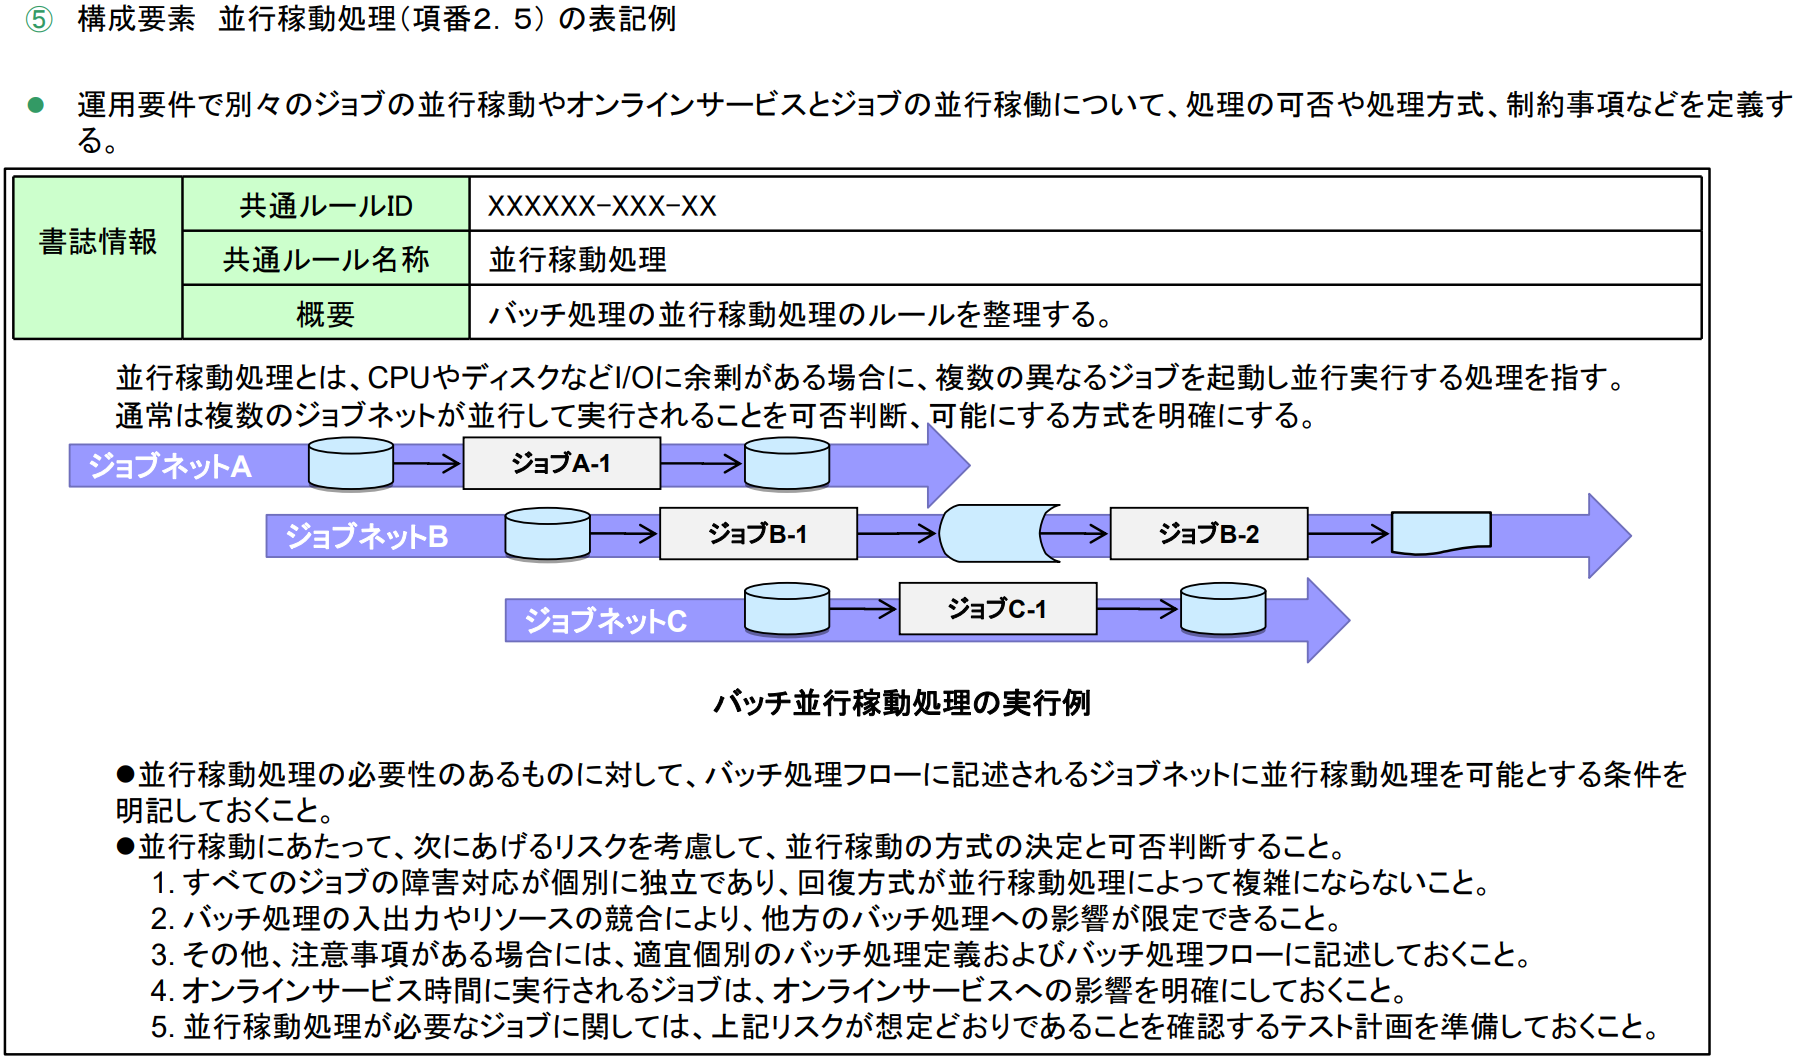 ⑤ 構成要素 並行稼動処理(項番2.5)の表記例
● 運用要件で別々のジョブの並行稼動やオンラインサービスとジョブの並行稼働について、処理の可否や処理方式、制約事項などを定義す
る。
書誌情報
共通ルールID XXXXXX-XXX-XX
共通ルール名称 並行稼動処理
概要 バッチ処理の並行稼動処理のルールを整理する。
並行稼動処理とは、CPUやディスクなどI/Oに余剰がある場合に、複数の異なるジョブを起動し並行実行する処理を指す。
通常は複数のジョブネットが並行して実行されることを可否判断、可能にする方式を明確にする。
ジョブネットA ジョブA-1
ジョブネットB ジョブB-1 ジョブB-2
ジョブネットC ジョブC-1
バッチ並行稼動処理の実行例
●並行稼動処理の必要性のあるものに対して、バッチ処理フローに記述されるジョブネットに並行稼動処理を可能とする条件を
明記しておくこと。
●並行稼動にあたって、次にあげるリスクを考慮して、並行稼動の方式の決定と可否判断すること。
1. すべてのジョブの障害対応が個別に独立であり、回復方式が並行稼動処理によって複雑にならないこと。
2. バッチ処理の入出力やリソースの競合により、他方のバッチ処理への影響が限定できること。
3. その他、注意事項がある場合には、適宜個別のバッチ処理定義およびバッチ処理フローに記述しておくこと。
4. オンラインサービス時間に実行されるジョブは、オンラインサービスへの影響を明確にしておくこと。
5. 並行稼動処理が必要なジョブに関しては、上記リスクが想定どおりであることを確認するテスト計画を準備しておくこと。